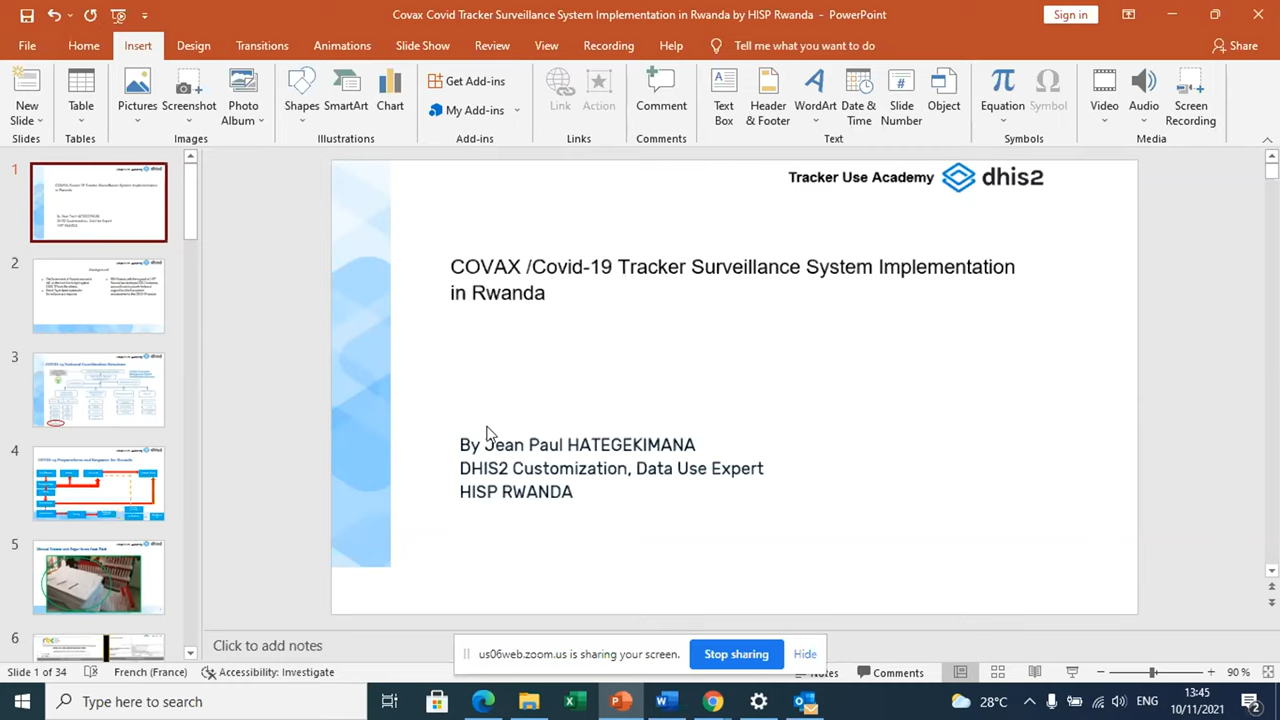 Covax Covid Tracker Surveillance System Implementation in Rwanda by HISP Rwanda - PowerPoint
Sign in
File Home Insert Design Transitions Animations Slide Show Review View Recording Help Tell me what you want to do Share
New Slide
Table
Pictures
Screenshot
Photo Album
Shapes
SmartArt
Chart
Get Add-ins
My Add-ins
Link
Action
Comment
Text Box
Header & Footer
WordArt
Date & Time
Slide Number
Object
Equation
Symbol
Video
Audio
Screen Recording
Slides Tables Images Illustrations Add-ins Links Comments Text Symbols Media
1
2
3
4
5
6
Tracker Use Academy dhis2
COVAX /Covid-19 Tracker Surveillance System Implementation
in Rwanda
By Jean Paul HATEGEKIMANA
DHIS2 Customization, Data Use Expert
HISP RWANDA
Click to add notes
us06web.zoom.us is sharing your screen. Stop sharing Hide
Slide 1 of 34 French (France) Accessibility: Investigate Notes Comments 90 %
Type here to search
28°C ENG
13:45
10/11/2021
2